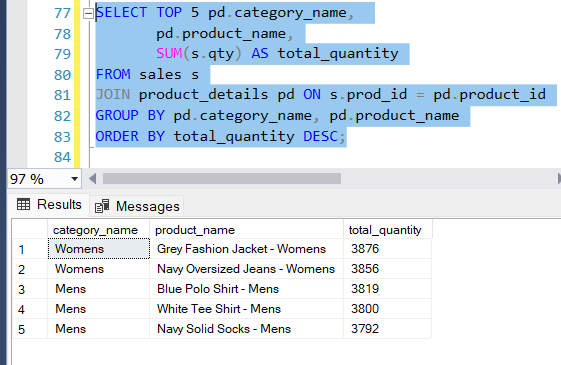 77 SELECT TOP 5 pd.category_name,
78 pd.product_name,
79 SUM(s.qty) AS total_quantity
80 FROM sales s
81 JOIN product_details pd ON s.prod_id = pd.product_id
82 GROUP BY pd.category_name, pd.product_name
83 ORDER BY total_quantity DESC;
84
97 %
Results Messages
category_name product_name total_quantity
1 Womens Grey Fashion Jacket - Womens 3876
2 Womens Navy Oversized Jeans - Womens 3856
3 Mens Blue Polo Shirt - Mens 3819
4 Mens White Tee Shirt - Mens 3800
5 Mens Navy Solid Socks - Mens 3792